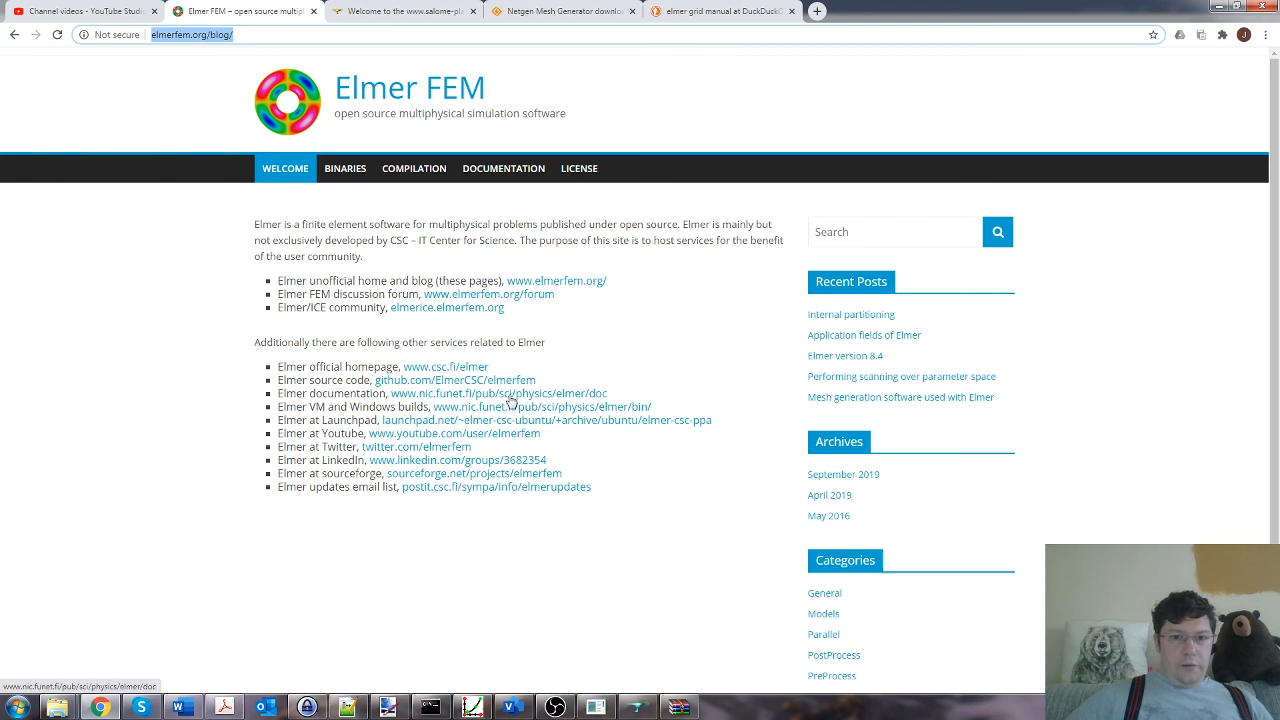 Channel videos - YouTube Studio
Elmer FEM – open source multipl
Welcome to the www.salome-pla
Netgen Mesh Generator downlo
elmer grid manual at DuckDuckG
Not secure
elmerfem.org/blog/
J
Elmer FEM
open source multiphysical simulation software
WELCOME
BINARIES
COMPILATION
DOCUMENTATION
LICENSE
Elmer is a finite element software for multiphysical problems published under open source. Elmer is mainly but
not exclusively developed by CSC – IT Center for Science. The purpose of this site is to host services for the benefit
of the user community.
Elmer unofficial home and blog (these pages), www.elmerfem.org/
Elmer FEM discussion forum, www.elmerfem.org/forum
Elmer/ICE community, elmerice.elmerfem.org
Additionally there are following other services related to Elmer
Elmer official homepage, www.csc.fi/elmer
Elmer source code, github.com/ElmerCSC/elmerfem
Elmer documentation, www.nic.funet.fi/pub/sci/physics/elmer/doc
Elmer VM and Windows builds, www.nic.funet.fi/pub/sci/physics/elmer/bin/
Elmer at Launchpad, launchpad.net/~elmer-csc-ubuntu/+archive/ubuntu/elmer-csc-ppa
Elmer at Youtube, www.youtube.com/user/elmerfem
Elmer at Twitter, twitter.com/elmerfem
Elmer at LinkedIn, www.linkedin.com/groups/3682354
Elmer at sourceforge, sourceforge.net/projects/elmerfem
Elmer updates email list, postit.csc.fi/sympa/info/elmerupdates
Search
Recent Posts
Internal partitioning
Application fields of Elmer
Elmer version 8.4
Performing scanning over parameter space
Mesh generation software used with Elmer
Archives
September 2019
April 2019
May 2016
Categories
General
Models
Parallel
PostProcess
PreProcess
www.nic.funet.fi/pub/sci/physics/elmer/doc